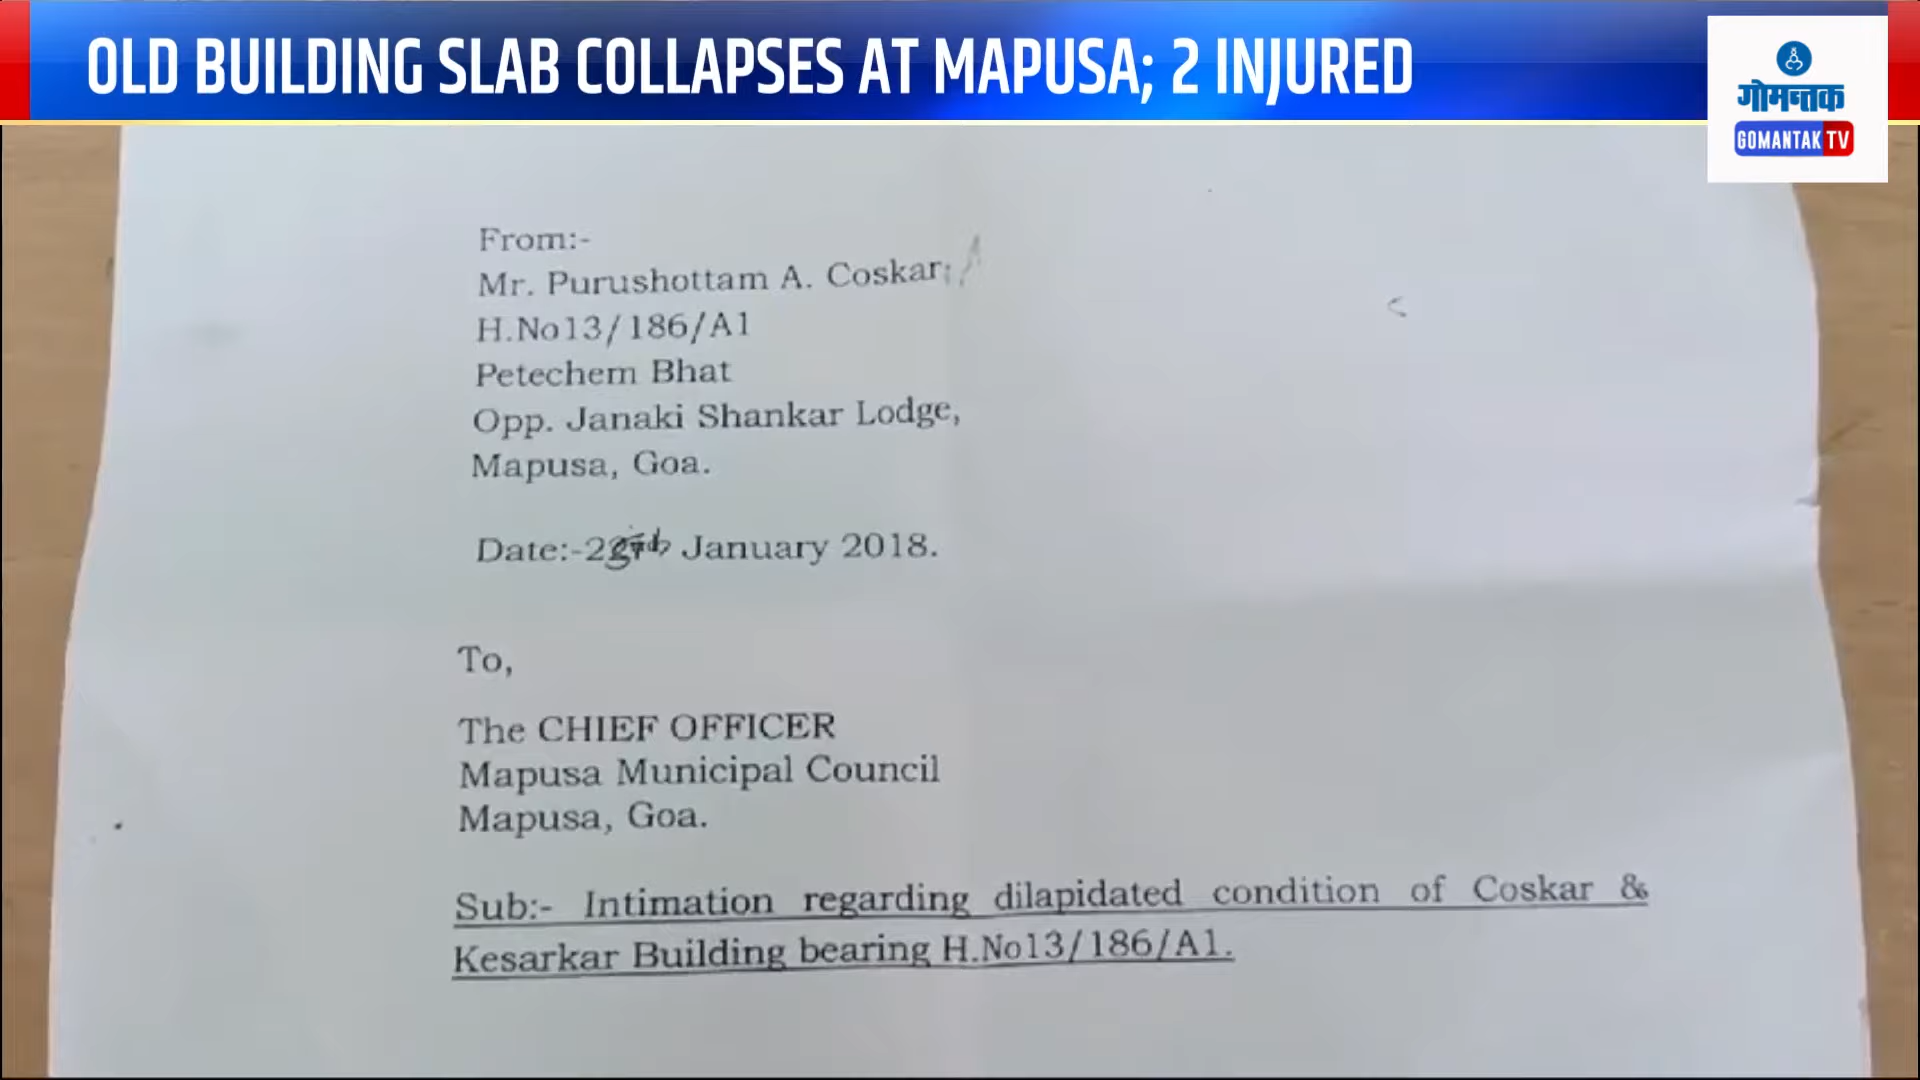 OLD BUILDING SLAB COLLAPSES AT MAPUSA; 2 INJURED
गोमन्तक
GOMANTAK TV
From:-
Mr. Purushottam A. Coskar,
H.No13/186/A1
Petechem Bhat
Opp. Janaki Shankar Lodge,
Mapusa, Goa.
Date:- January 2018.
To,
The CHIEF OFFICER
Mapusa Municipal Council
Mapusa, Goa.
Sub:- Intimation regarding dilapidated condition of Coskar &
Kesarkar Building bearing H.No13/186/A1.